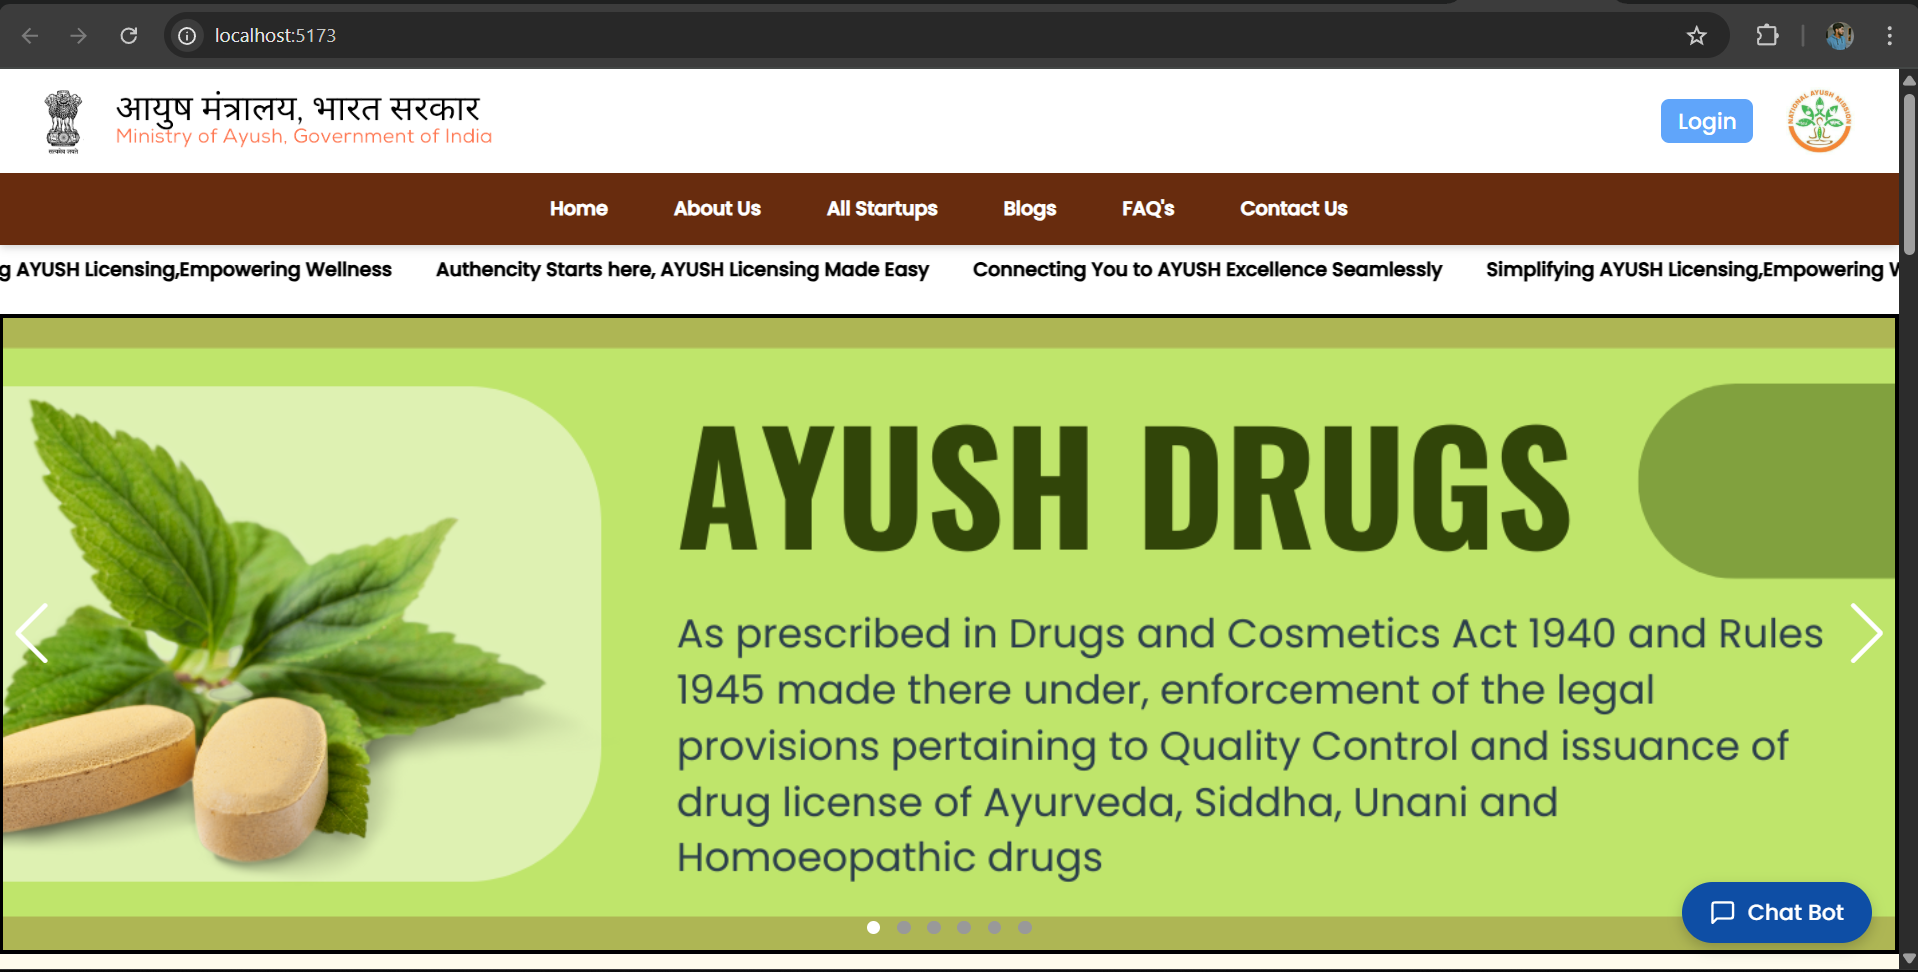 localhost:5173
आयुष मंत्रालय, भारत सरकार
Ministry of Ayush, Government of India
सत्यमेव जयते
Login
NATIONAL AYUSH MISSION
Home
About Us
All Startups
Blogs
FAQ's
Contact Us
g AYUSH Licensing,Empowering Wellness
Authencity Starts here, AYUSH Licensing Made Easy
Connecting You to AYUSH Excellence Seamlessly
Simplifying AYUSH Licensing,Empowering W
AYUSH DRUGS
As prescribed in Drugs and Cosmetics Act 1940 and Rules
1945 made there under, enforcement of the legal
provisions pertaining to Quality Control and issuance of
drug license of Ayurveda, Siddha, Unani and
Homoeopathic drugs
Chat Bot